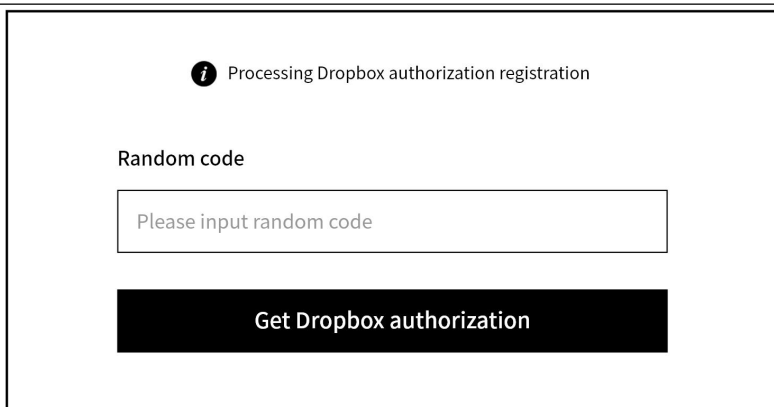 Processing Dropbox authorization registration
Random code
Please input random code
Get Dropbox authorization